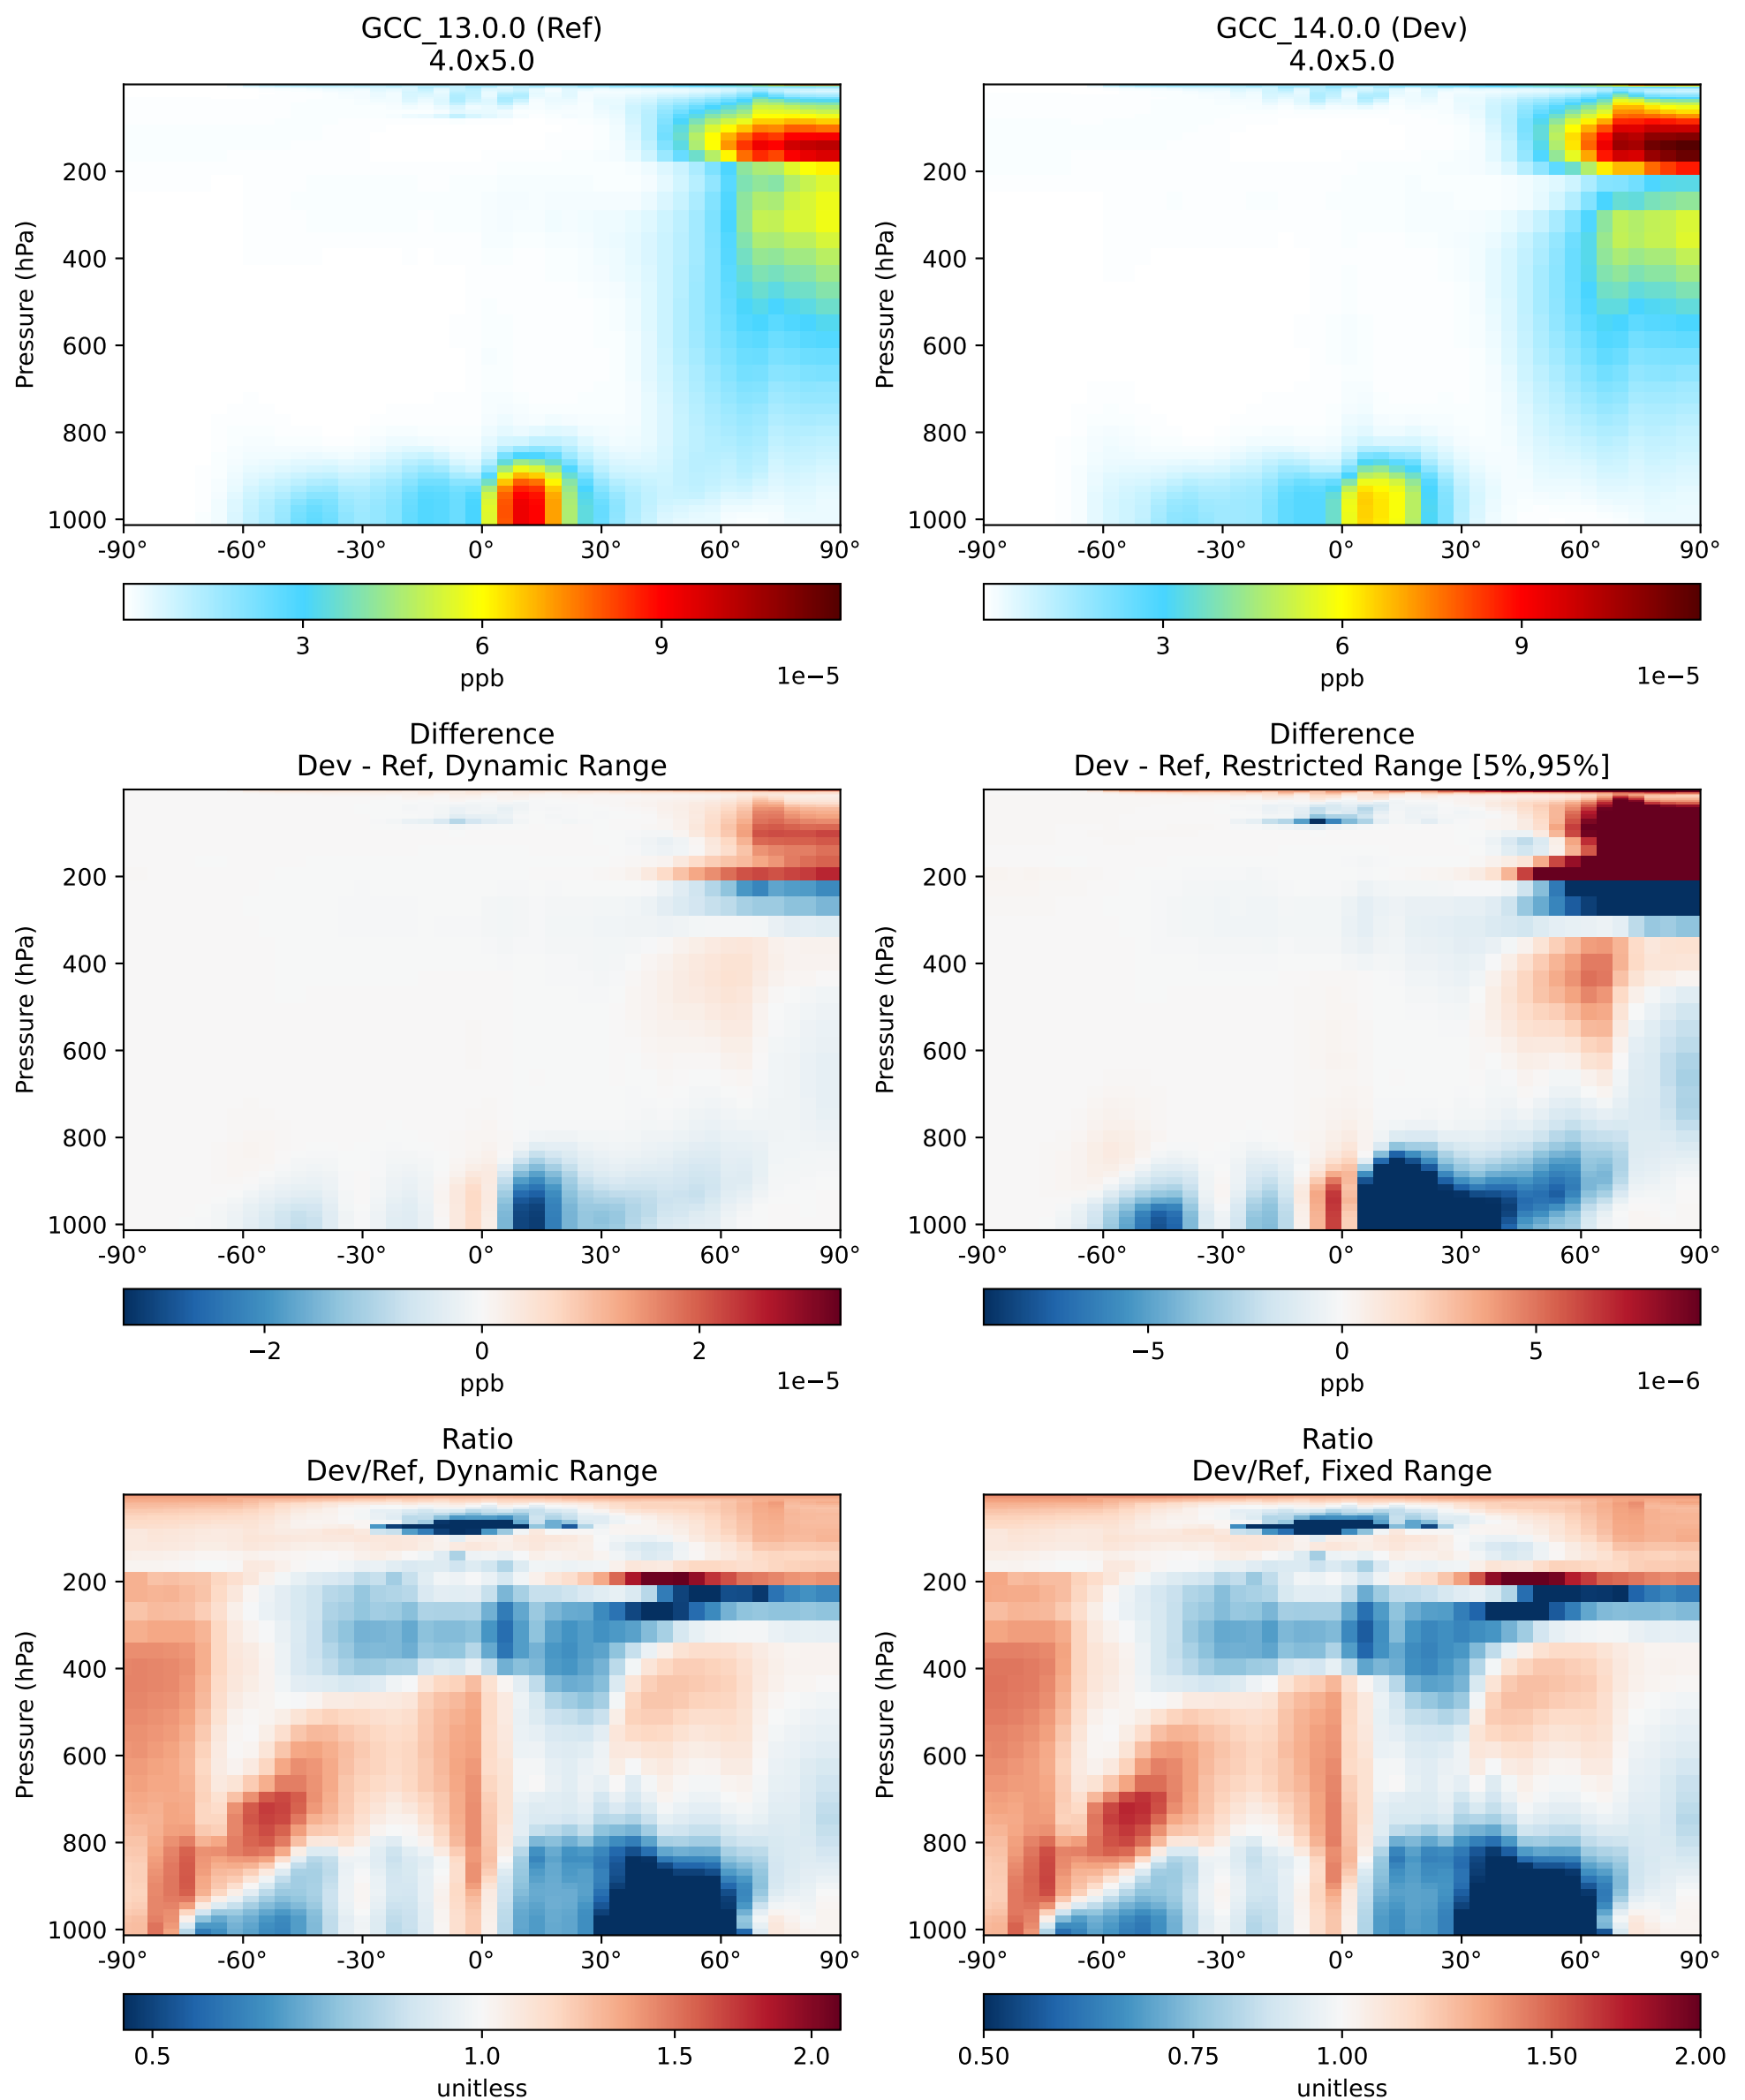 GCC_13.0.0 (Ref)
4.0x5.0
Pressure (hPa)
200
400
600
800
1000
-90° -60° -30° 0° 30° 60° 90°
3 6 9
ppb 1e−5
GCC_14.0.0 (Dev)
4.0x5.0
Pressure (hPa)
200
400
600
800
1000
-90° -60° -30° 0° 30° 60° 90°
3 6 9
ppb 1e−5
Difference
Dev - Ref, Dynamic Range
Pressure (hPa)
200
400
600
800
1000
-90° -60° -30° 0° 30° 60° 90°
−2 0 2
ppb 1e−5
Difference
Dev - Ref, Restricted Range [5%,95%]
Pressure (hPa)
200
400
600
800
1000
-90° -60° -30° 0° 30° 60° 90°
−5 0 5
ppb 1e−6
Ratio
Dev/Ref, Dynamic Range
Pressure (hPa)
200
400
600
800
1000
-90° -60° -30° 0° 30° 60° 90°
0.5 1.0 1.5 2.0
unitless
Ratio
Dev/Ref, Fixed Range
Pressure (hPa)
200
400
600
800
1000
-90° -60° -30° 0° 30° 60° 90°
0.50 0.75 1.00 1.50 2.00
unitless